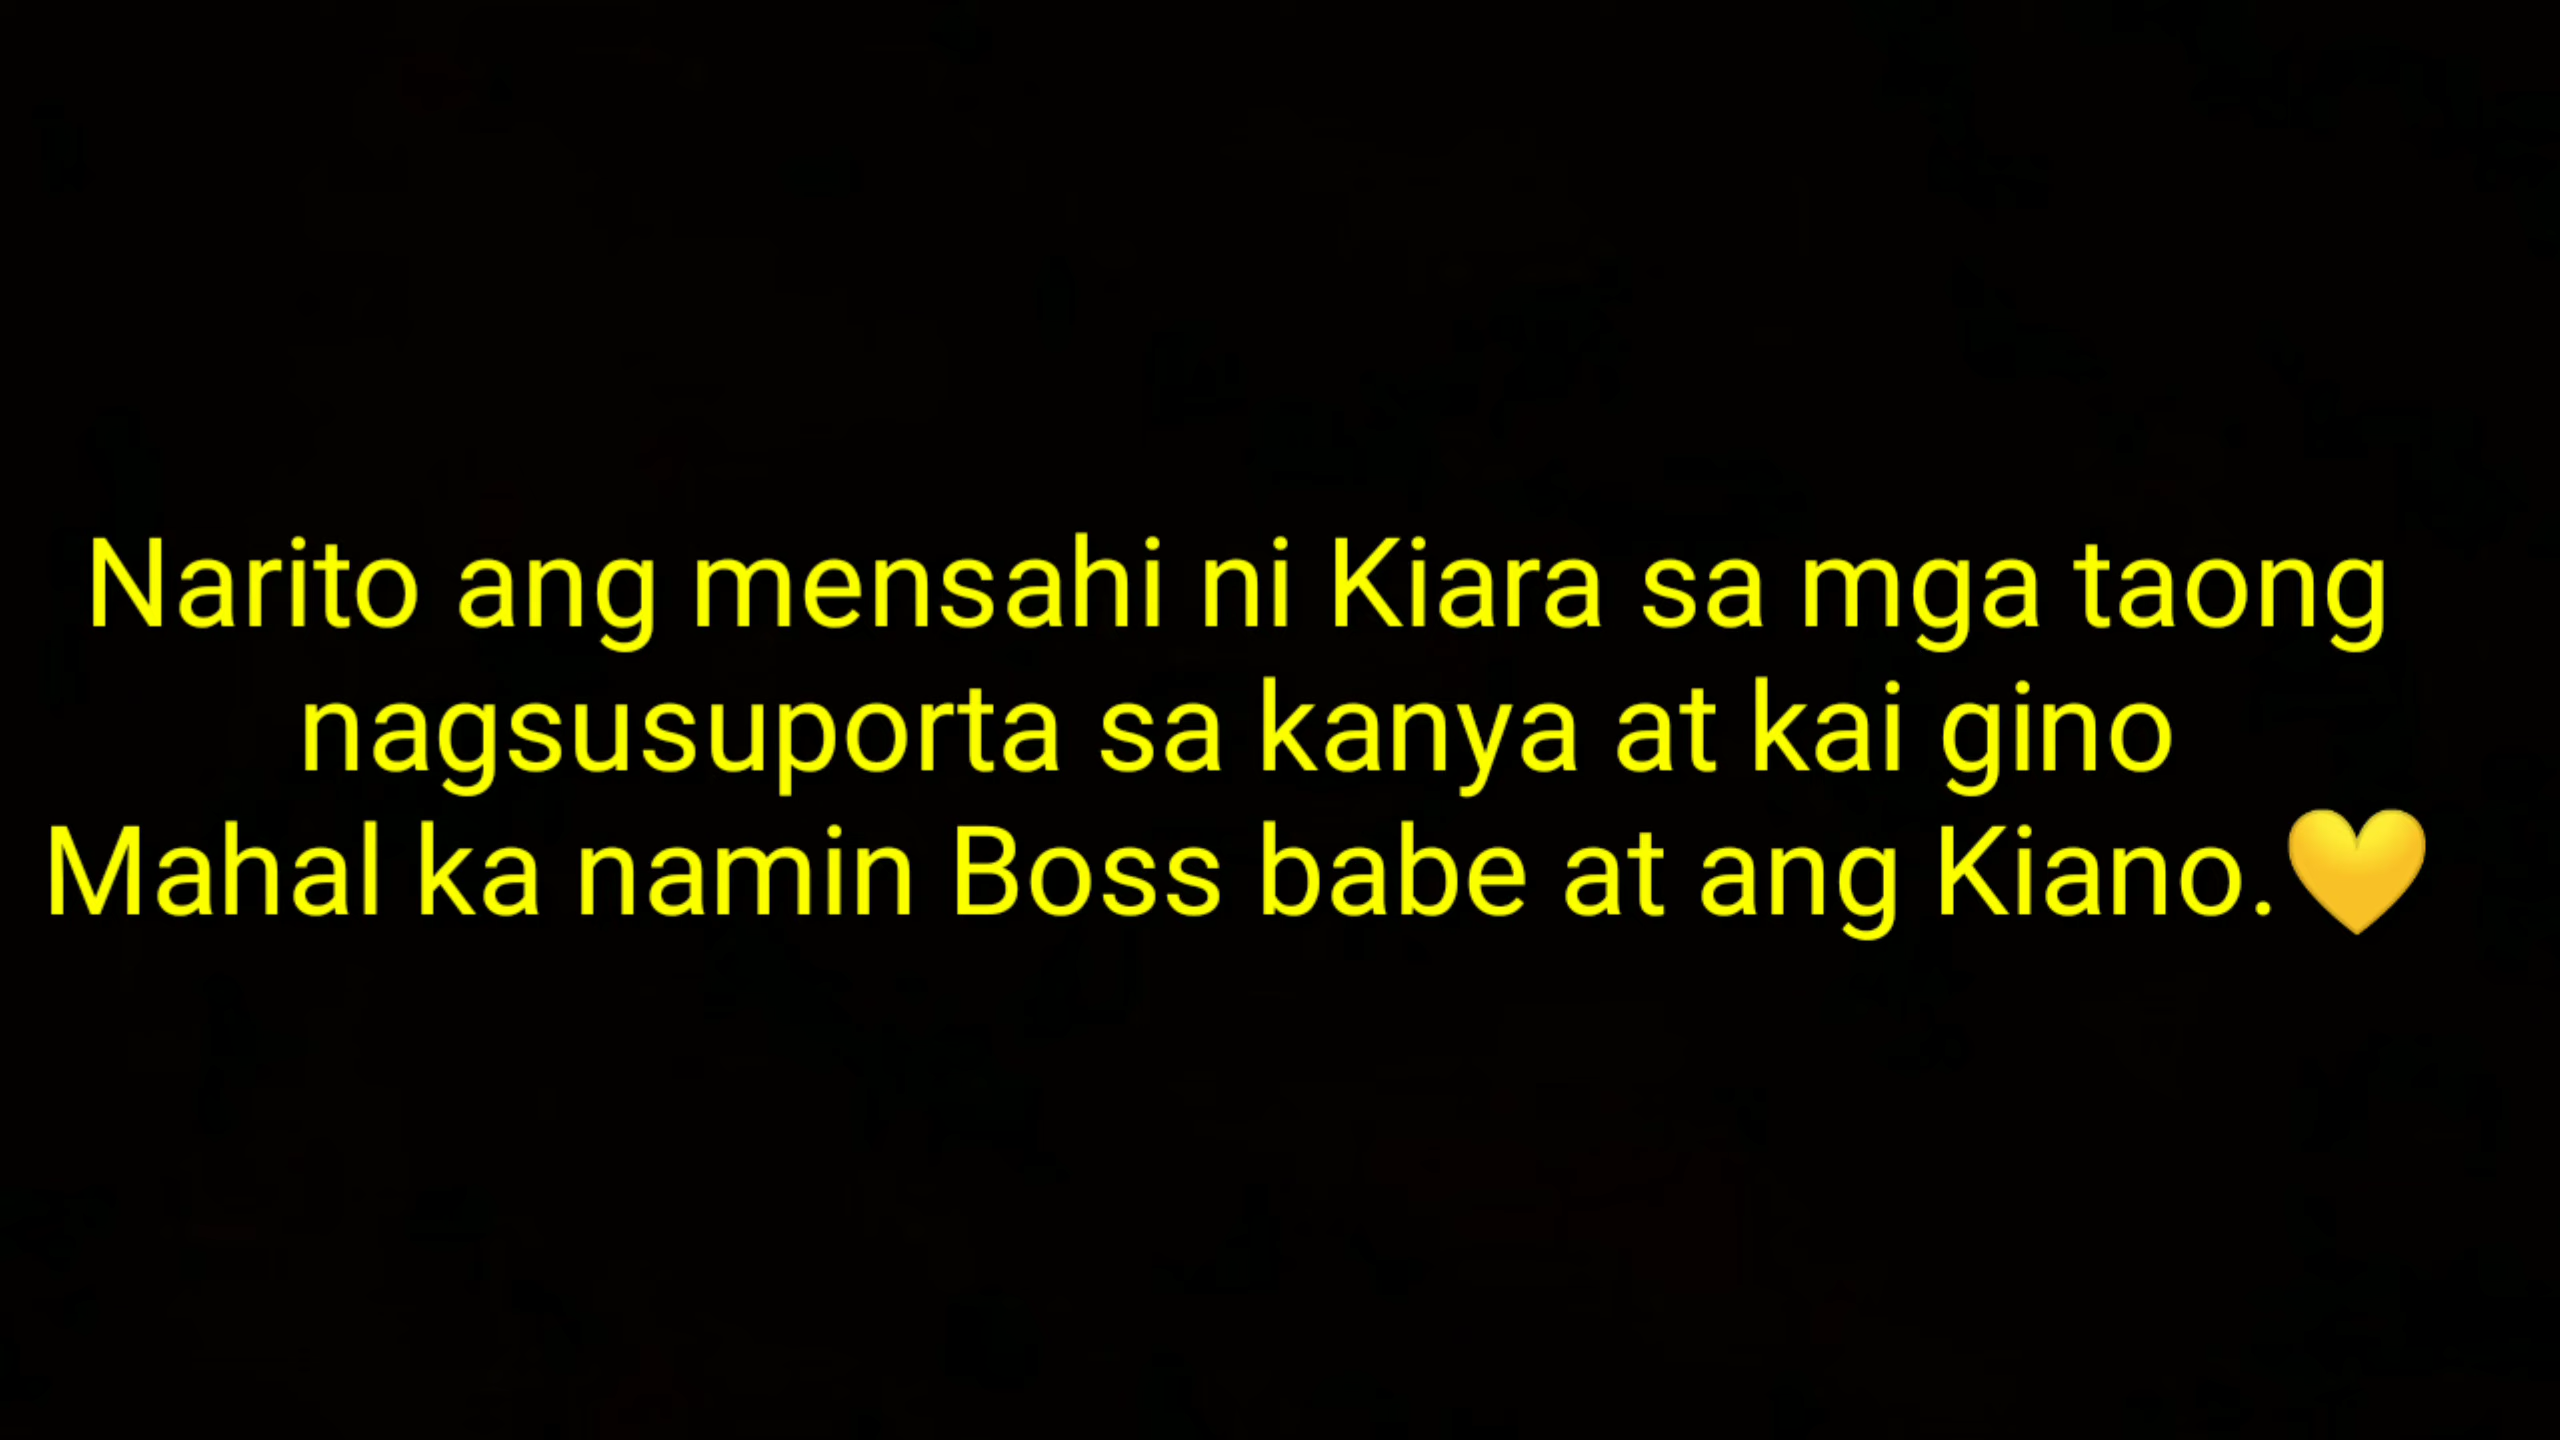 Narito ang mensahi ni Kiara sa mga taong
nagsusuporta sa kanya at kai gino
Mahal ka namin Boss babe at ang Kiano.💛